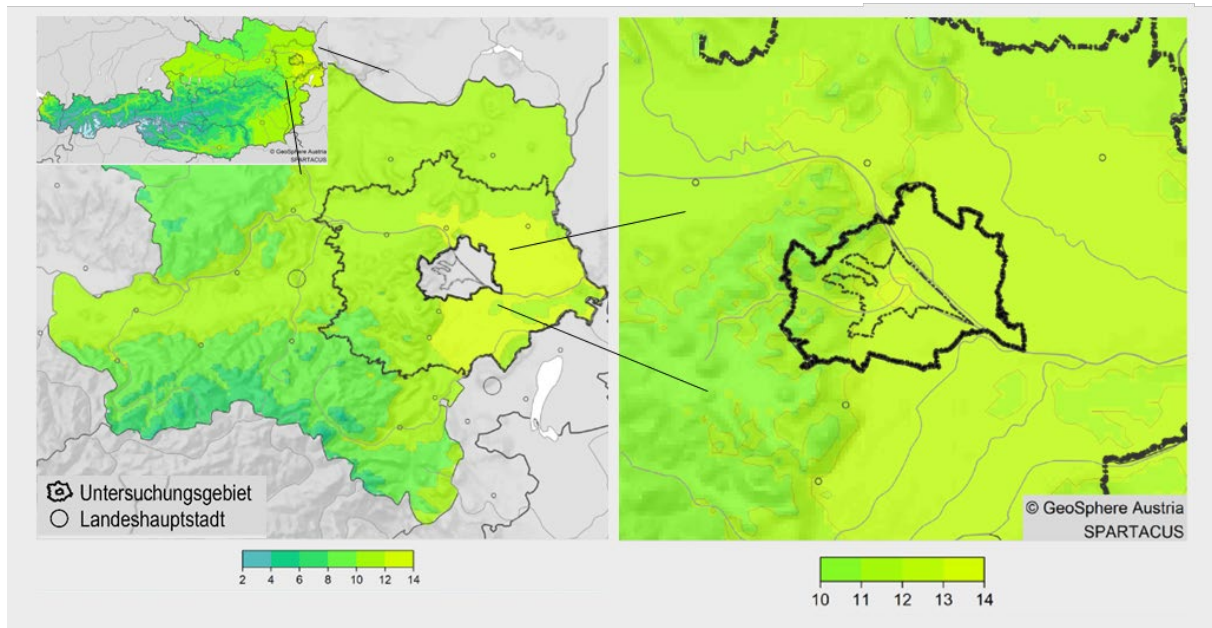 © GeoSphere Austria
SPARTACUS
Untersuchungsgebiet
Landeshauptstadt
2 4 6 8 10 12 14
© GeoSphere Austria
SPARTACUS
10 11 12 13 14